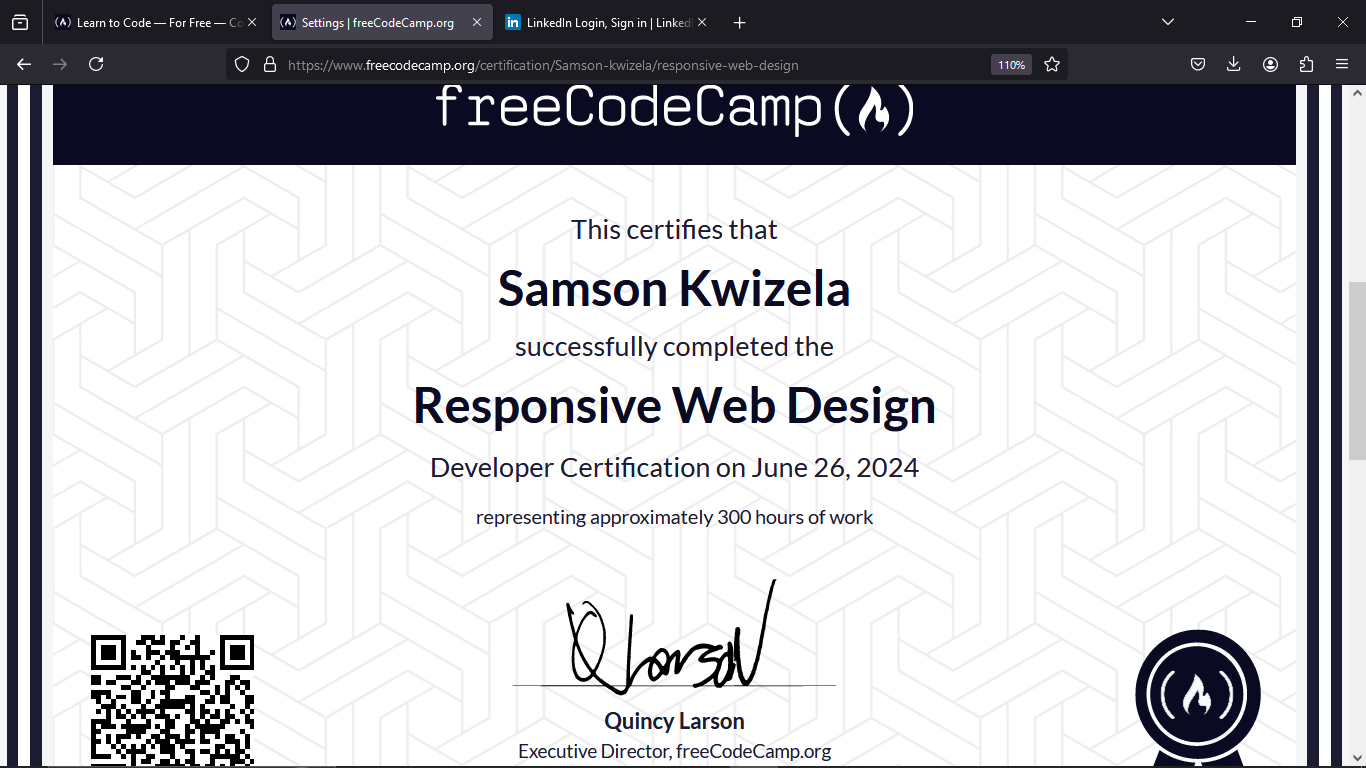 Learn to Code — For Free — Co
Settings | freeCodeCamp.org
LinkedIn Login, Sign in | Linked
https://www.freecodecamp.org/certification/Samson-kwizela/responsive-web-design
110%
freeCodeCamp
This certifies that
Samson Kwizela
successfully completed the
Responsive Web Design
Developer Certification on June 26, 2024
representing approximately 300 hours of work
QLarson
Quincy Larson
Executive Director, freeCodeCamp.org